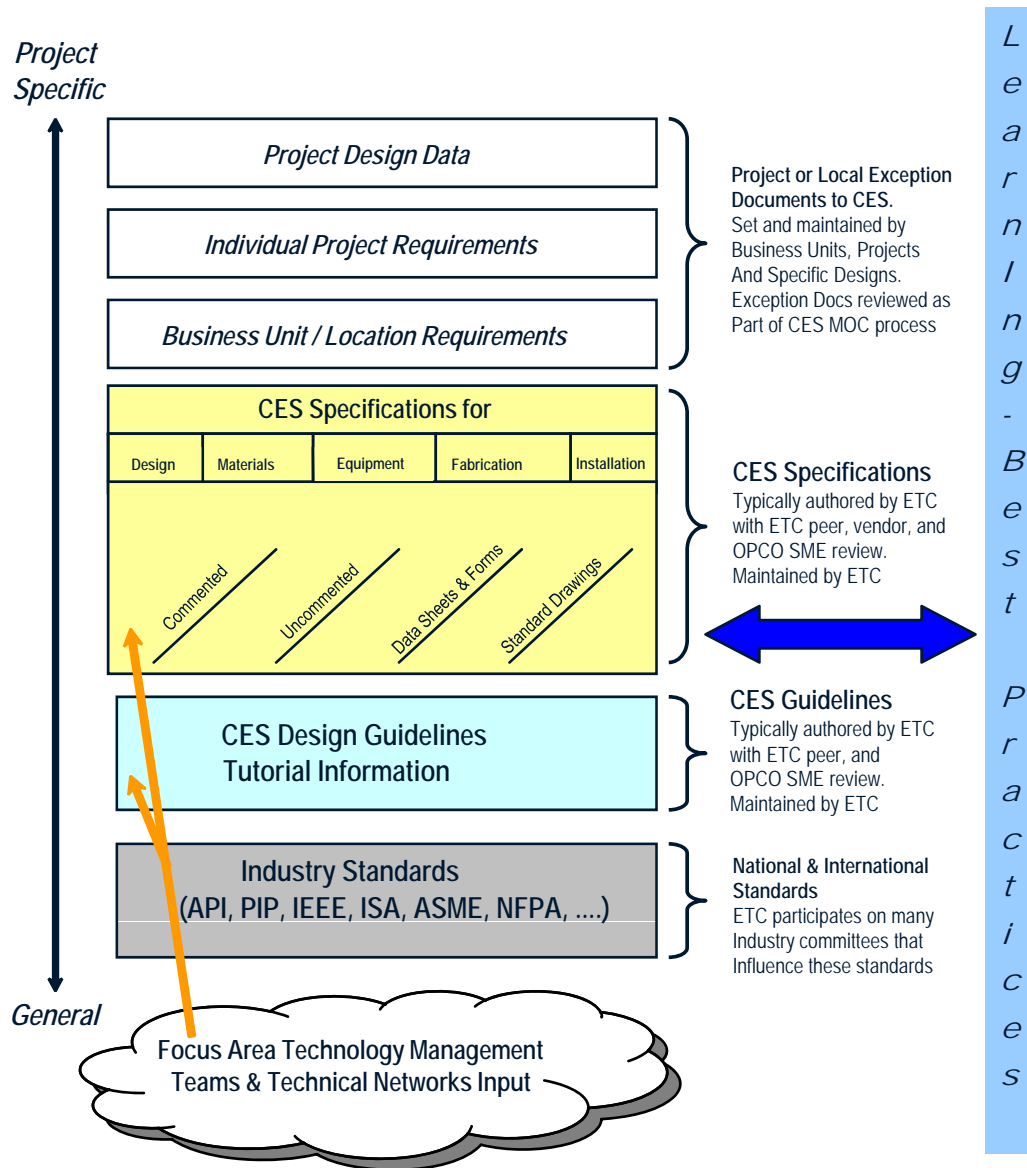 Project
Specific
Project Design Data
Individual Project Requirements
Business Unit / Location Requirements
Project or Local Exception
Documents to CES.
Set and maintained by
Business Units, Projects
And Specific Designs.
Exception Docs reviewed as
Part of CES MOC process
CES Specifications for
Design
Materials
Equipment
Fabrication
Installation
Commented
Uncommented
Data Sheets & Forms
Standard Drawings
CES Specifications
Typically authored by ETC
with ETC peer, vendor, and
OPCO SME review.
Maintained by ETC
CES Design Guidelines
Tutorial Information
CES Guidelines
Typically authored by ETC
with ETC peer, and
OPCO SME review.
Maintained by ETC
Industry Standards
(API, PIP, IEEE, ISA, ASME, NFPA, ....)
National & International
Standards
ETC participates on many
Industry committees that
Influence these standards
General
Focus Area Technology Management
Teams & Technical Networks Input
LearnIng-Best Practices